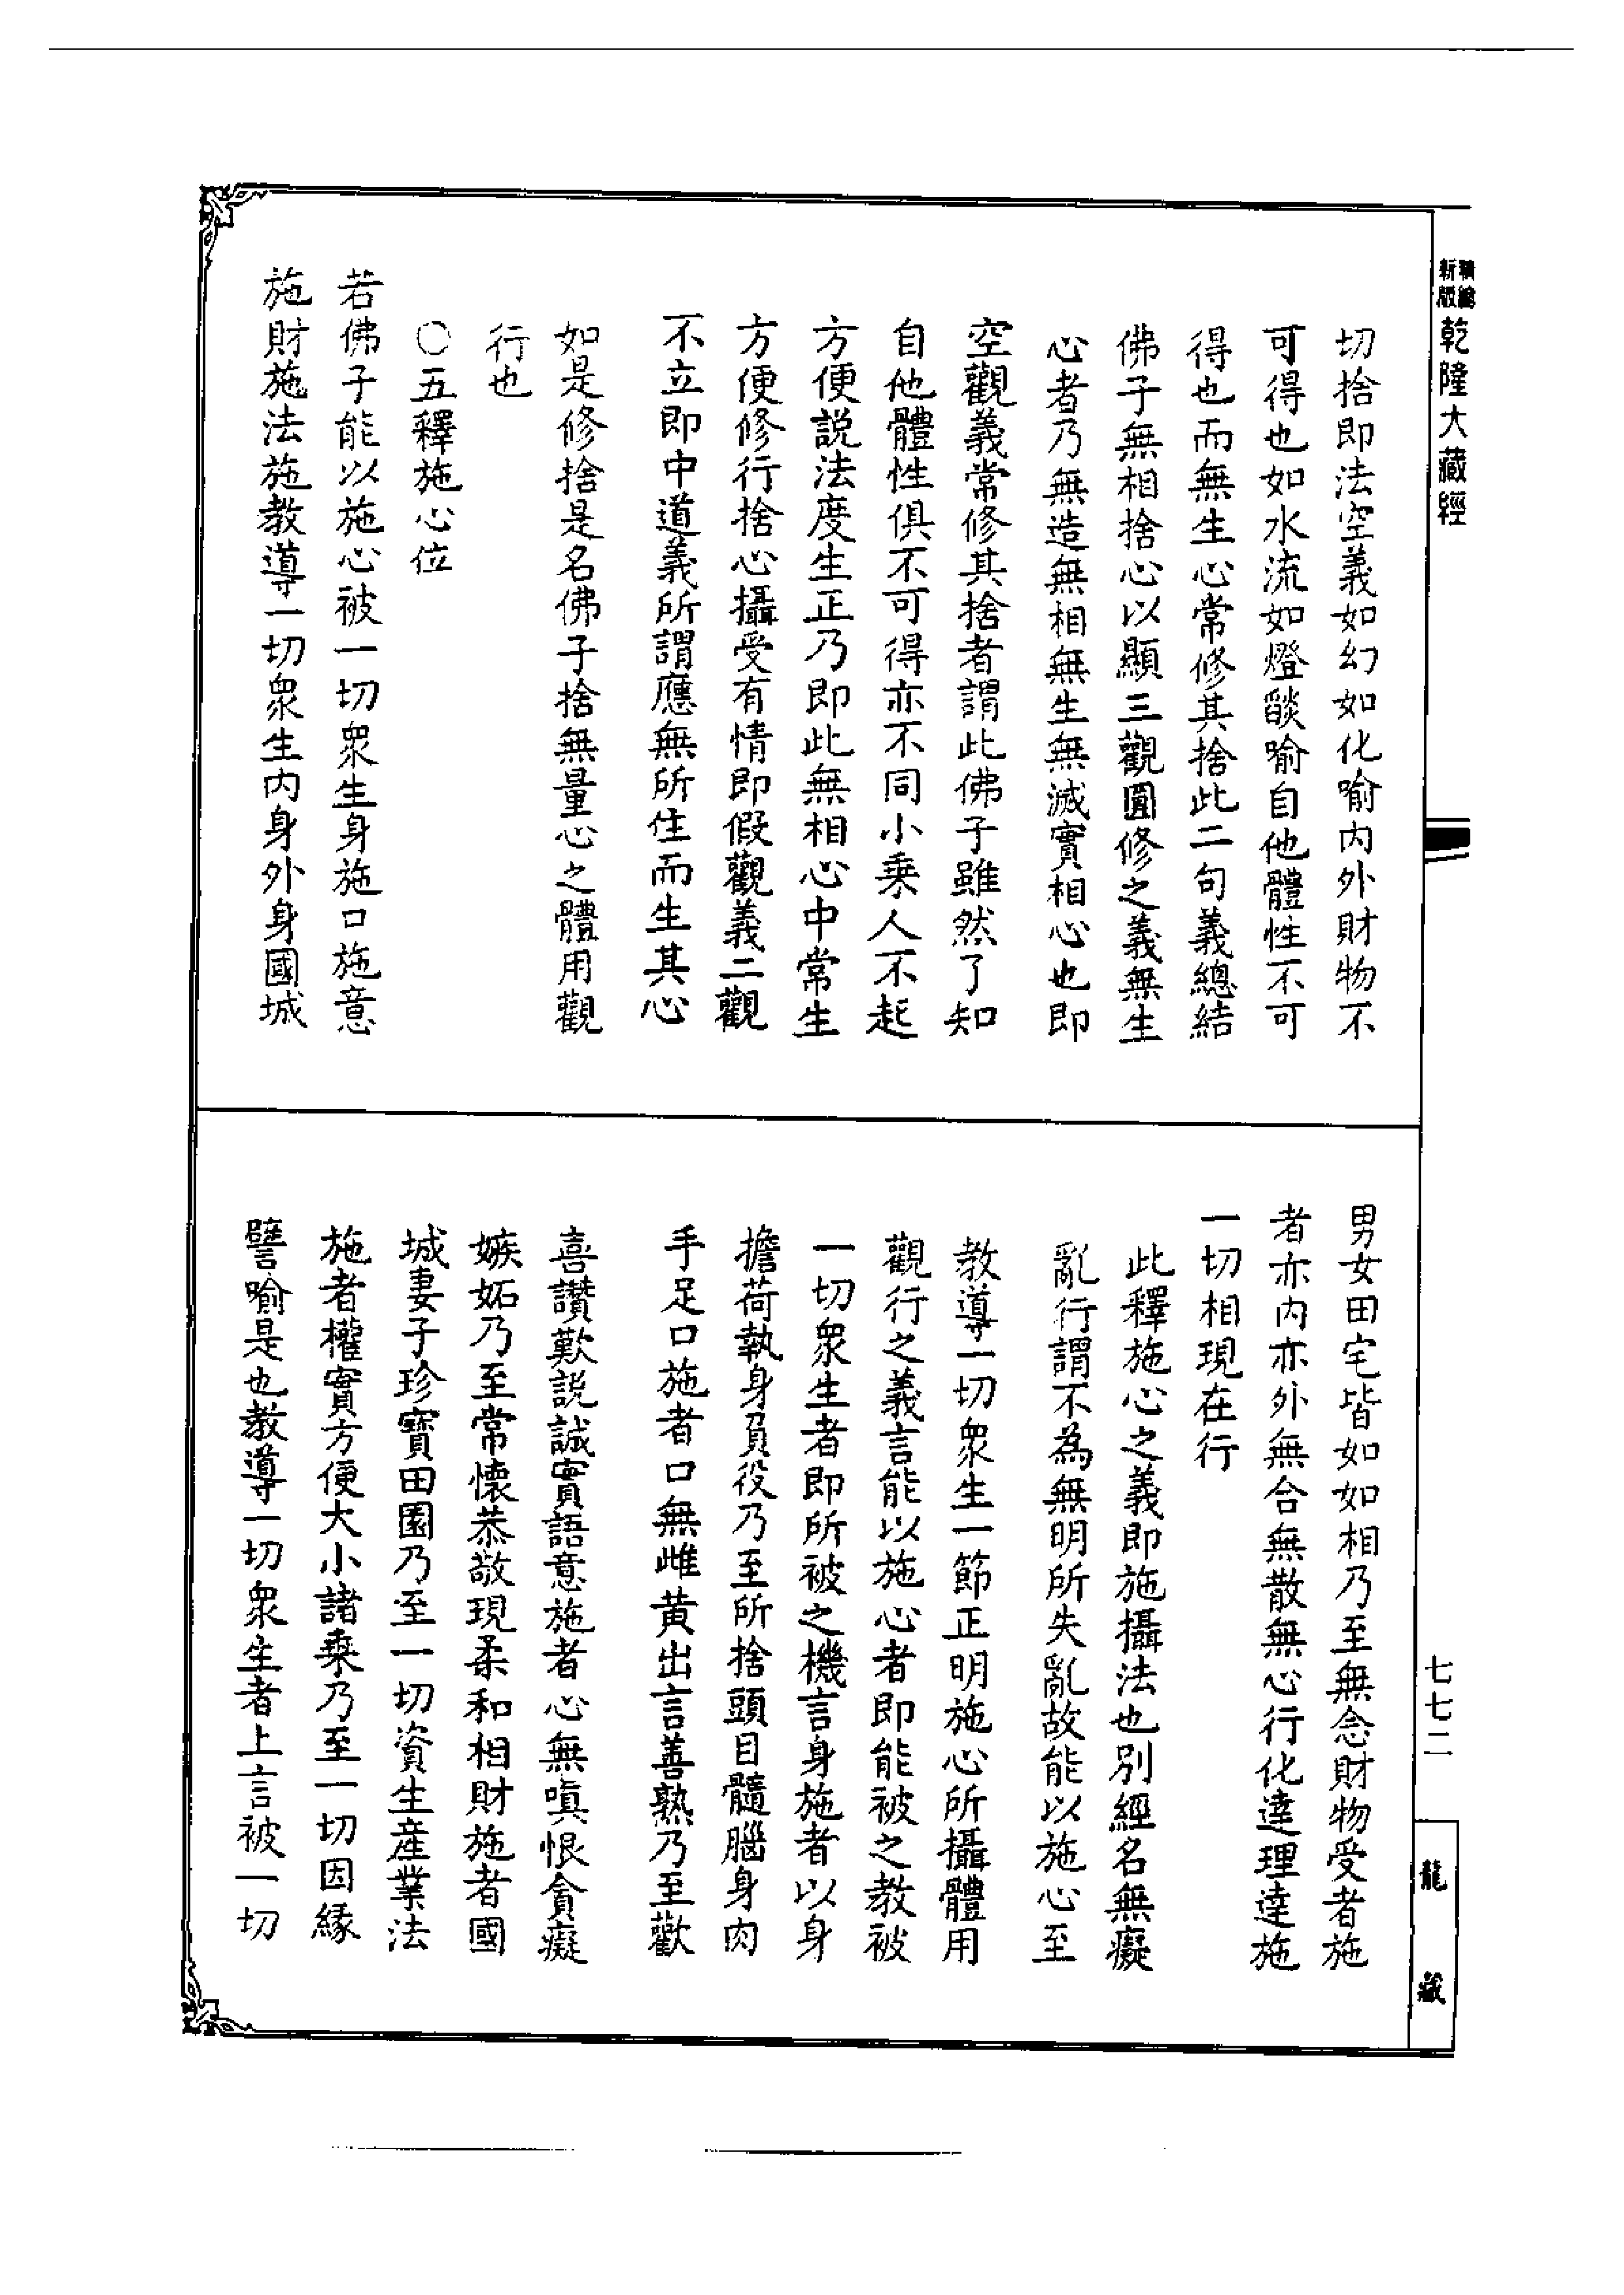 新版精縮
乾隆大藏經
切捨即法空義如幻如化喻內外財物不
可得也如水流如燈燄喻自他體性不可
得也而無生心常修其捨此二句義總結
佛子無相捨心以顯三觀圓修之義無生
心者乃無造無相無生無滅實相心也即
空觀義常修其捨者謂此佛子雖然了知
自他體性俱不可得亦不同小乘人不起
方便說法度生正乃即此無相心中常生
方便修行捨心攝受有情即假觀義二觀
不立即中道義所謂應無所住而生其心
如是修捨是名佛子捨無量心之體用觀
行也
○五釋施心位
若佛子能以施心被一切眾生身施口施意
施財施法施教導一切眾生內身外身國城
男女田宅皆如如相乃至無念財物受者施
者亦內亦外無合無散無心行化達理達施
一切相現在行
此釋施心之義即施攝法也別經名無癡
亂行謂不為無明所失亂故能以施心至
教導一切眾生一節正明施心所攝體用
觀行之義言能以施心者即能被之教被
一切眾生者即所被之機言身施者以身
擔荷執身負役乃至所捨頭目髓腦身肉
手足口施者口無雌黃出言善熟乃至歡
喜讚歎說誠實語意施者心無嗔恨貪癡
嫉妬乃至常懷恭敬現柔和相財施者國
城妻子珍寶田園乃至一切資生產業法
施者權實方便大小諸乘乃至一切因緣
譬喻是也教導一切眾生者上言被一切
七七二
龍藏